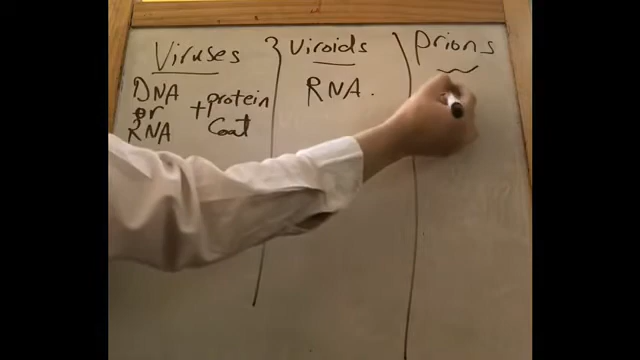 Viruses
DNA
or
RNA
+ protein
Coat
Viroids
RNA.
Prions